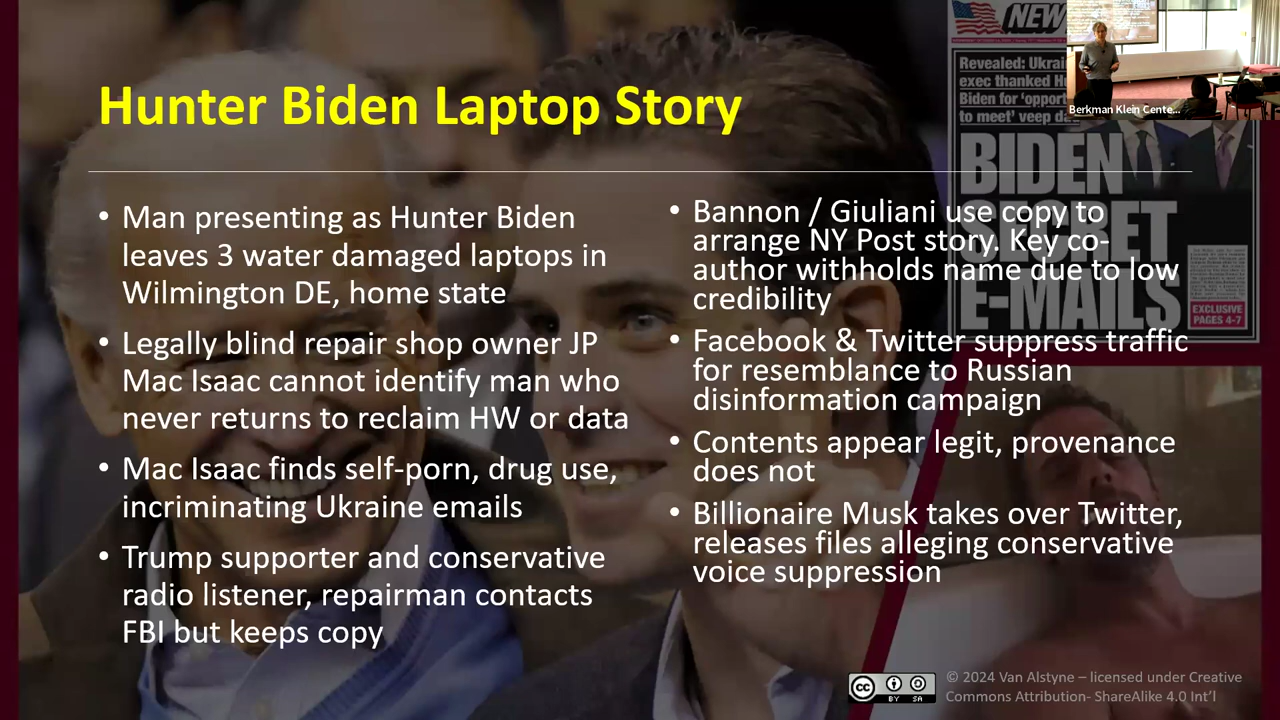 Hunter Biden Laptop Story
• Man presenting as Hunter Biden
leaves 3 water damaged laptops in
Wilmington DE, home state
• Legally blind repair shop owner JP
Mac Isaac cannot identify man who
never returns to reclaim HW or data
• Mac Isaac finds self-porn, drug use,
incriminating Ukraine emails
• Trump supporter and conservative
radio listener, repairman contacts
FBI but keeps copy
• Bannon / Giuliani use copy to
arrange NY Post story. Key co-
author withholds name due to low
credibility
• Facebook & Twitter suppress traffic
for resemblance to Russian
disinformation campaign
• Contents appear legit, provenance
does not
• Billionaire Musk takes over Twitter,
releases files alleging conservative
voice suppression
NEW
Revealed: Ukrai
exec thanked H
Biden for 'opport
to meet' veep da
BIDEN
SECRET
E-MAILS
EXCLUSIVE
PAGES 4-7
Berkman Klein Cente...
cc
BY SA
© 2024 Van Alstyne – licensed under Creative
Commons Attribution- ShareAlike 4.0 Int'l